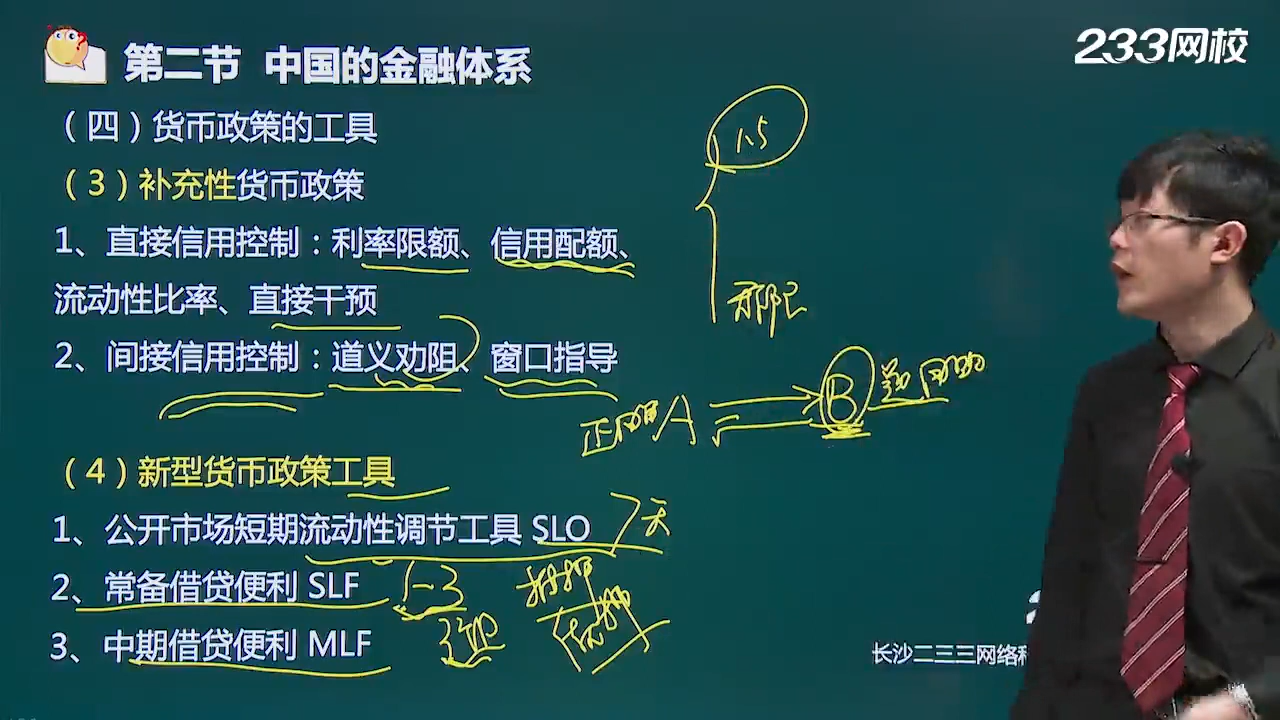 第二节 中国的金融体系
233网校
（四）货币政策的工具
（3）补充性货币政策
1、直接信用控制：利率限额、信用配额、
流动性比率、直接干预
2、间接信用控制：道义劝阻、窗口指导
（4）新型货币政策工具
1、公开市场短期流动性调节工具 SLO
7天
2、常备借贷便利 SLF
1-3
3、中期借贷便利 MLF
1.5
A
B
长沙二三三网络科